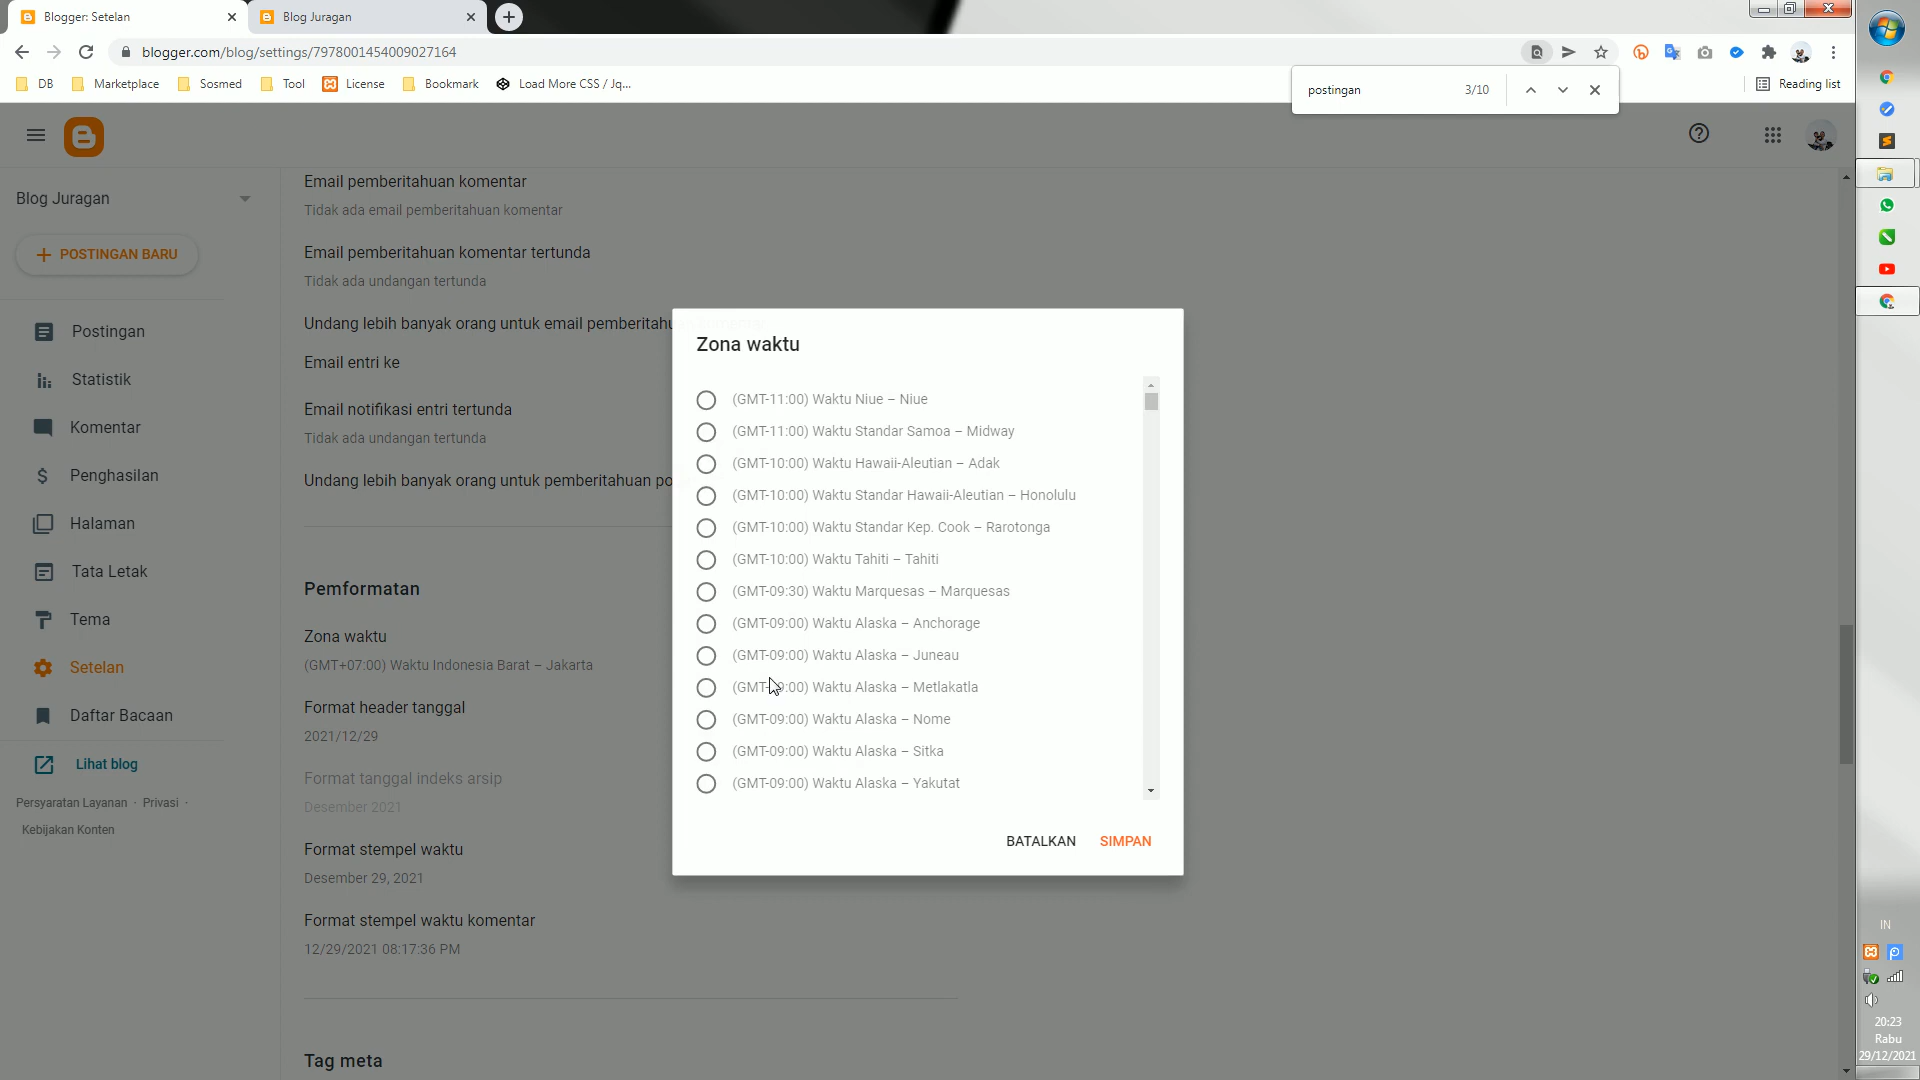 Blogger: Setelan
Blog Juragan
blogger.com/blog/settings/7978001454009027164
DB
Marketplace
Sosmed
Tool
License
Bookmark
Load More CSS / Jq...
Reading list
postingan
3/10
Blog Juragan
POSTINGAN BARU
Postingan
Statistik
Komentar
Penghasilan
Halaman
Tata Letak
Tema
Setelan
Daftar Bacaan
Lihat blog
Persyaratan Layanan · Privasi ·
Kebijakan Konten
Email pemberitahuan komentar
Tidak ada email pemberitahuan komentar
Email pemberitahuan komentar tertunda
Tidak ada undangan tertunda
Undang lebih banyak orang untuk email pemberitahu
Email entri ke
Email notifikasi entri tertunda
Tidak ada undangan tertunda
Undang lebih banyak orang untuk pemberitahuan po
Pemformatan
Zona waktu
(GMT+07:00) Waktu Indonesia Barat – Jakarta
Format header tanggal
2021/12/29
Format tanggal indeks arsip
Desember 2021
Format stempel waktu
Desember 29, 2021
Format stempel waktu komentar
12/29/2021 08:17:36 PM
Tag meta
Zona waktu
(GMT-11:00) Waktu Niue – Niue
(GMT-11:00) Waktu Standar Samoa – Midway
(GMT-10:00) Waktu Hawaii-Aleutian – Adak
(GMT-10:00) Waktu Standar Hawaii-Aleutian – Honolulu
(GMT-10:00) Waktu Standar Kep. Cook – Rarotonga
(GMT-10:00) Waktu Tahiti – Tahiti
(GMT-09:30) Waktu Marquesas – Marquesas
(GMT-09:00) Waktu Alaska – Anchorage
(GMT-09:00) Waktu Alaska – Juneau
(GMT-09:00) Waktu Alaska – Metlakatla
(GMT-09:00) Waktu Alaska – Nome
(GMT-09:00) Waktu Alaska – Sitka
(GMT-09:00) Waktu Alaska – Yakutat
BATALKAN
SIMPAN
IN
20:23
Rabu
29/12/2021